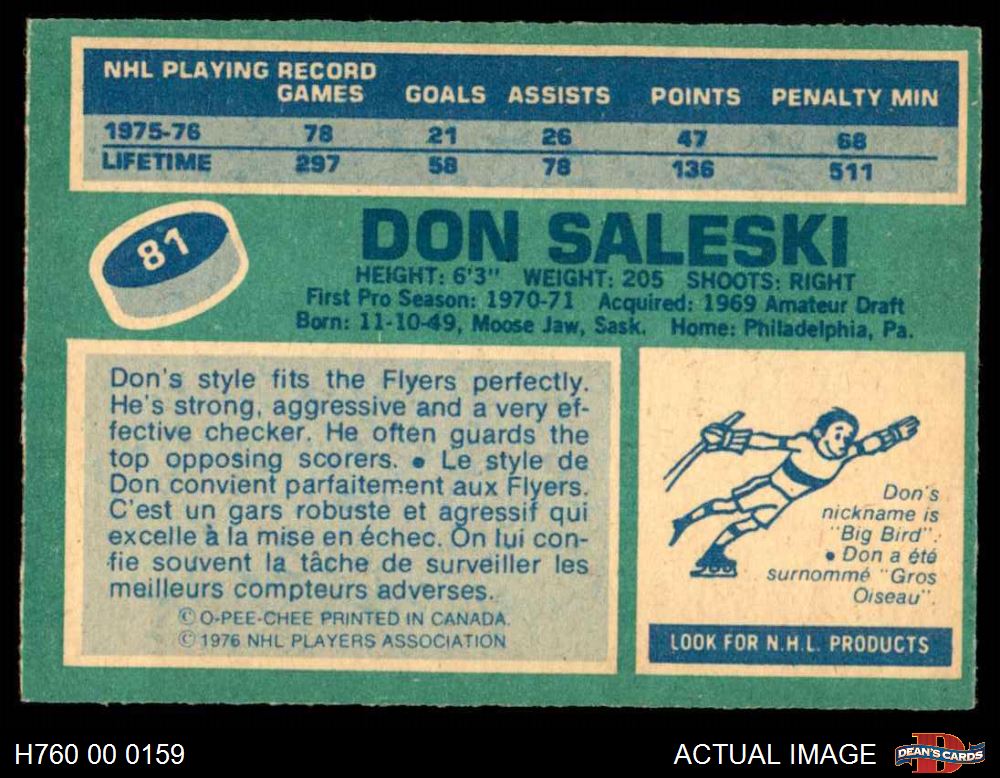 NHL PLAYING RECORD
GAMES GOALS ASSISTS POINTS PENALTY MIN
1975-76 78 21 26 47 68
LIFETIME 297 58 78 136 511
81
DON SALESKI
HEIGHT: 6'3" WEIGHT: 205 SHOOTS: RIGHT
First Pro Season: 1970-71 Acquired: 1969 Amateur Draft
Born: 11-10-49, Moose Jaw, Sask. Home: Philadelphia, Pa.
Don's style fits the Flyers perfectly.
He's strong, aggressive and a very ef-
fective checker. He often guards the
top opposing scorers. • Le style de
Don convient parfaitement aux Flyers.
C'est un gars robuste et agressif qui
excelle à la mise en échec. On lui con-
fie souvent la tâche de surveiller les
meilleurs compteurs adverses.
© O-PEE-CHEE PRINTED IN CANADA.
© 1976 NHL PLAYERS ASSOCIATION
Don's
nickname is
"Big Bird".
• Don a été
surnommé "Gros
Oiseau".
LOOK FOR N.H.L. PRODUCTS
H760 00 0159
ACTUAL IMAGE
D
DEAN'S CARDS